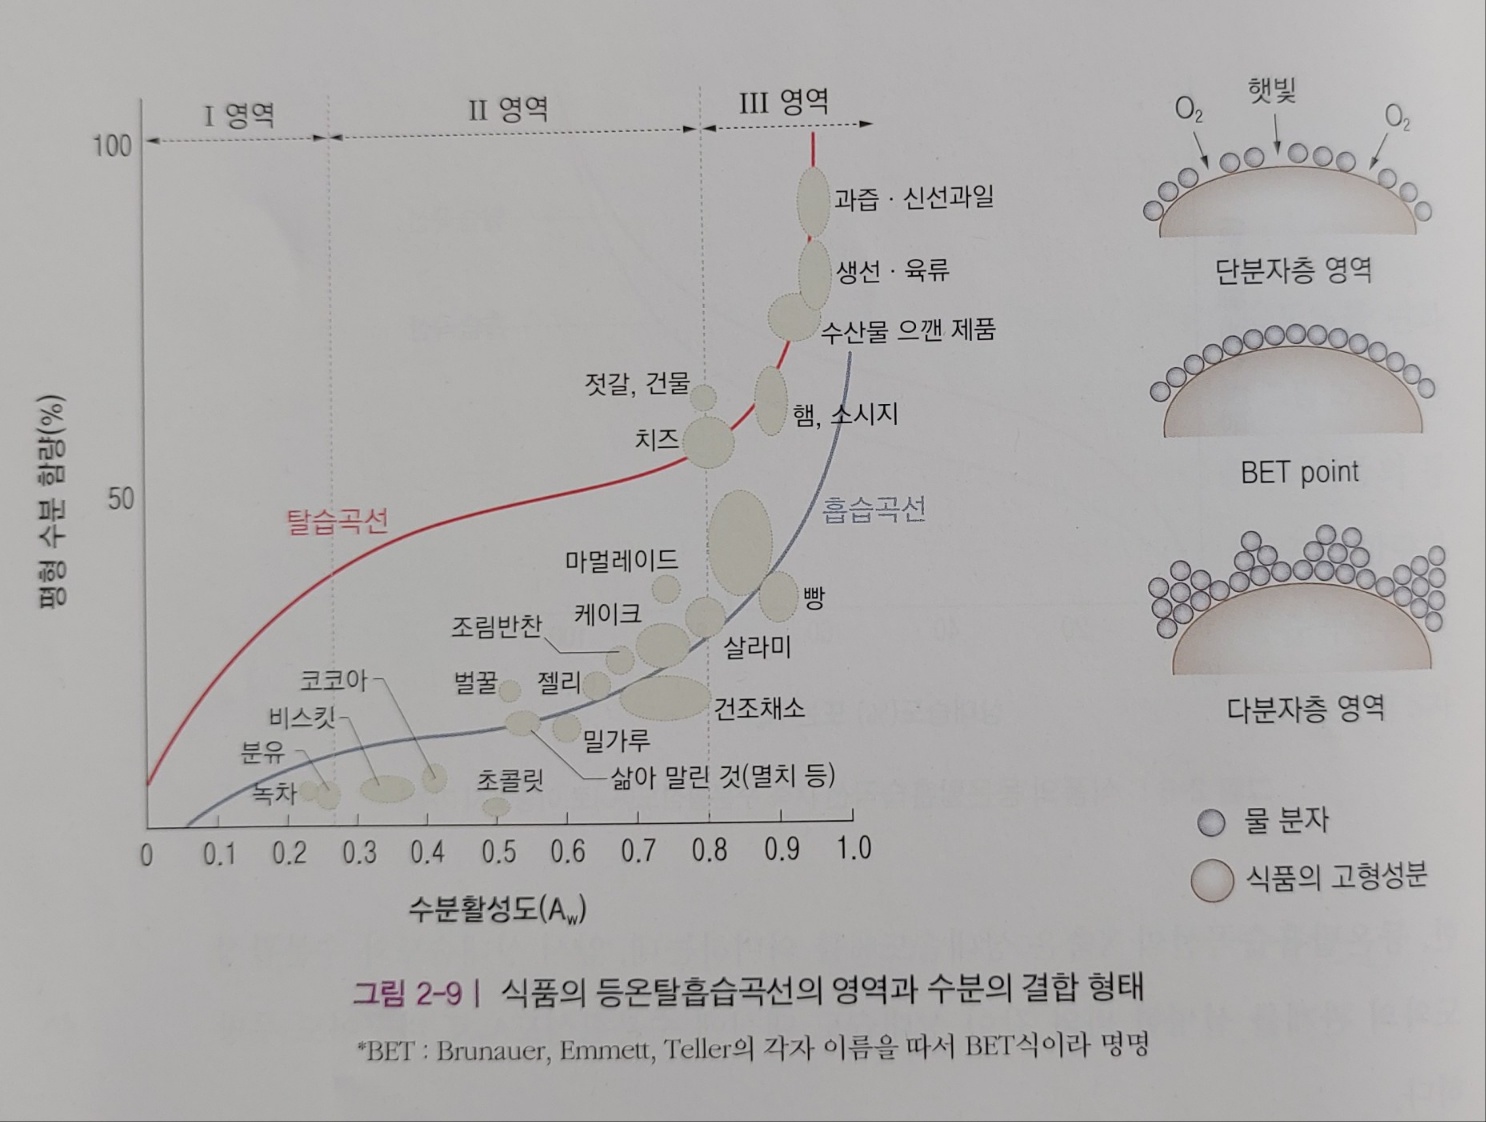 I 영역
II 영역
III 영역
100
50
평형 수분 함량(%)
과즙 · 신선과일
생선 · 육류
수산물 으깬 제품
젓갈, 건물
햄, 소시지
치즈
탈습곡선
흡습곡선
마멀레이드
빵
케이크
조림반찬
살라미
코코아
벌꿀
젤리
비스킷
건조채소
분유
밀가루
녹차
초콜릿
삶아 말린 것(멸치 등)
0 0.1 0.2 0.3 0.4 0.5 0.6 0.7 0.8 0.9 1.0
수분활성도(Aw)
O2
햇빛
O2
단분자층 영역
BET point
다분자층 영역
물 분자
식품의 고형성분
그림 2-9 | 식품의 등온탈흡습곡선의 영역과 수분의 결합 형태
*BET : Brunauer, Emmett, Teller의 각자 이름을 따서 BET식이라 명명